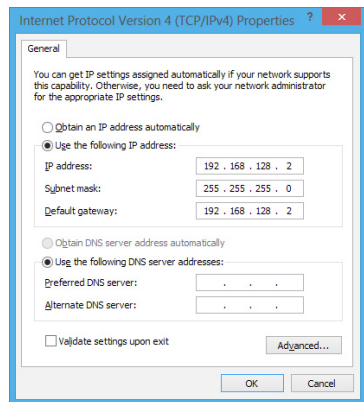 Internet Protocol Version 4 (TCP/IPv4) Properties ? ×
General
You can get IP settings assigned automatically if your network supports
this capability. Otherwise, you need to ask your network administrator
for the appropriate IP settings.
Obtain an IP address automatically
Use the following IP address:
IP address: 192 . 168 . 128 . 2
Subnet mask: 255 . 255 . 255 . 0
Default gateway: 192 . 168 . 128 . 2
Obtain DNS server address automatically
Use the following DNS server addresses:
Preferred DNS server: . . .
Alternate DNS server: . . .
Validate settings upon exit
Advanced...
OK Cancel